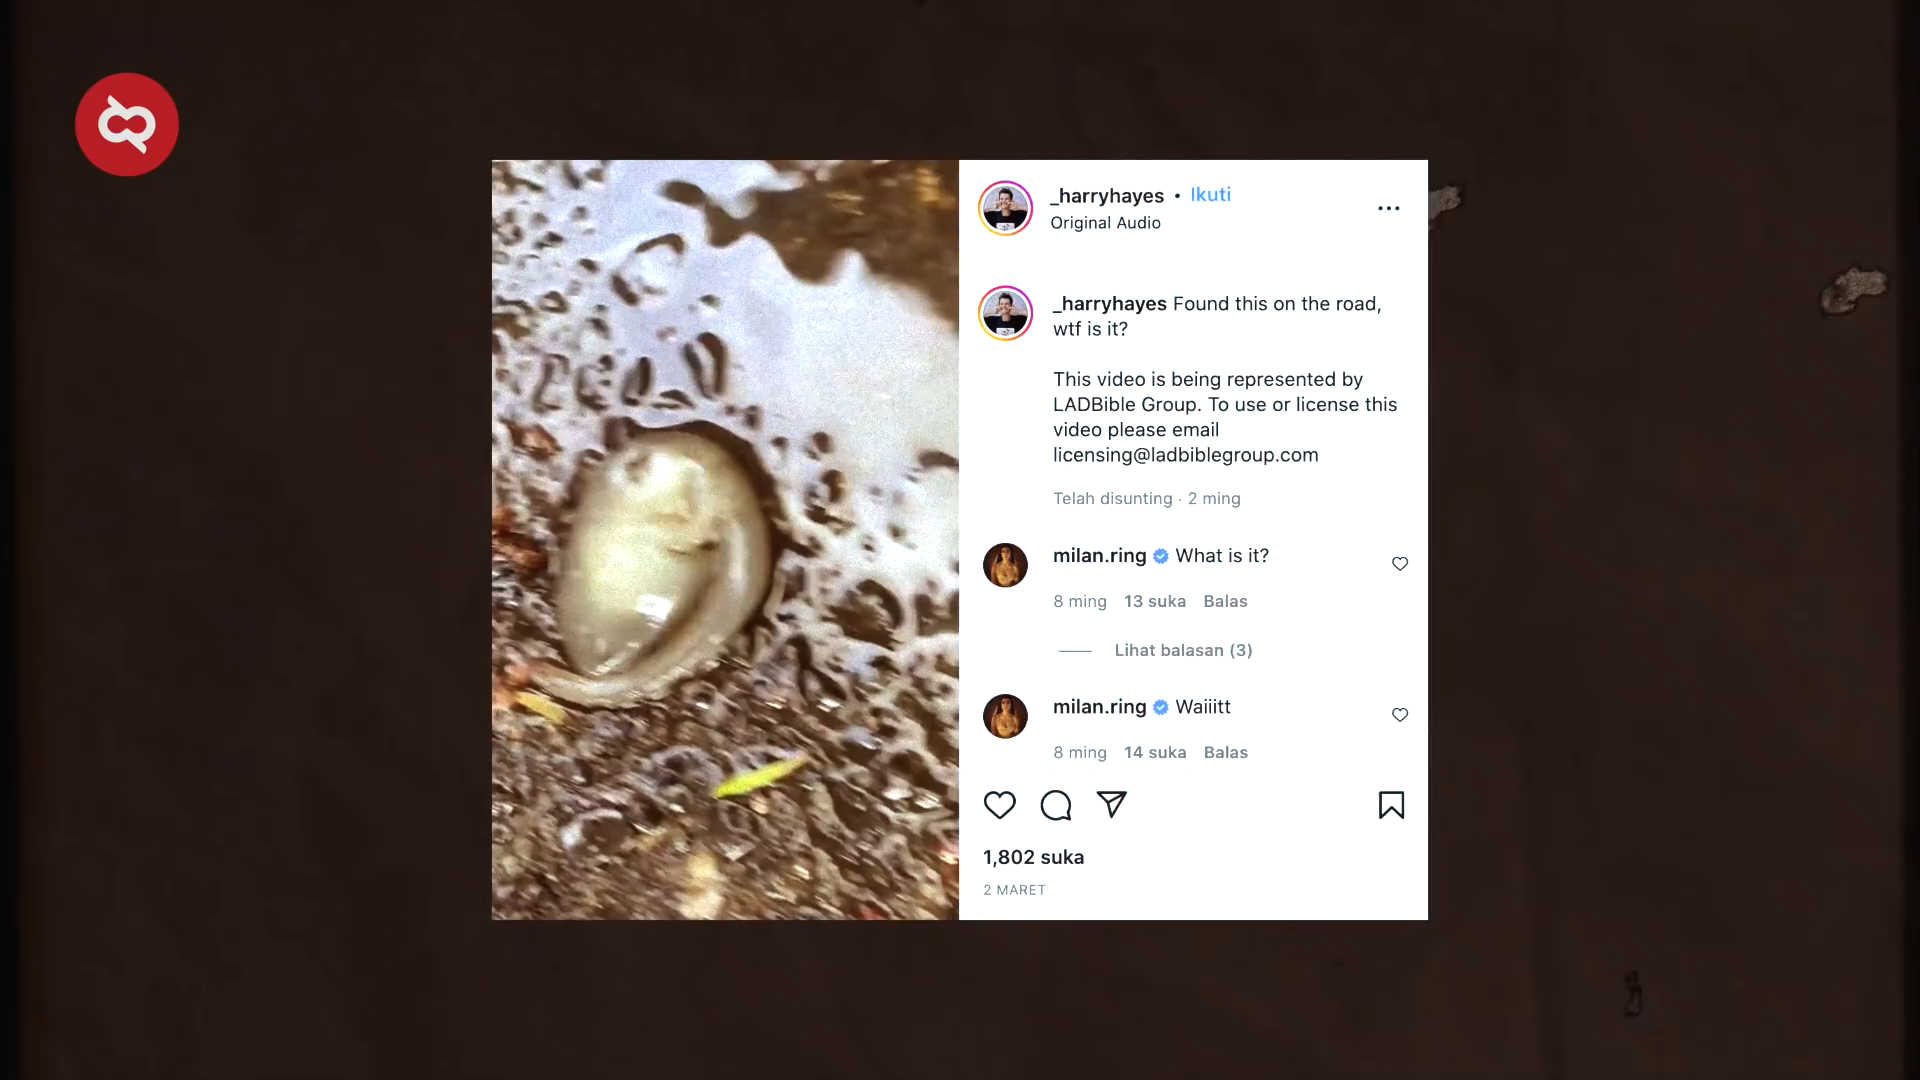 _harryhayes • Ikuti
Original Audio
_harryhayes Found this on the road,
wtf is it?
This video is being represented by
LADBible Group. To use or license this
video please email
licensing@ladbiblegroup.com
Telah disunting · 2 ming
milan.ring What is it?
8 ming 13 suka Balas
Lihat balasan (3)
milan.ring Waiiitt
8 ming 14 suka Balas
1,802 suka
2 MARET